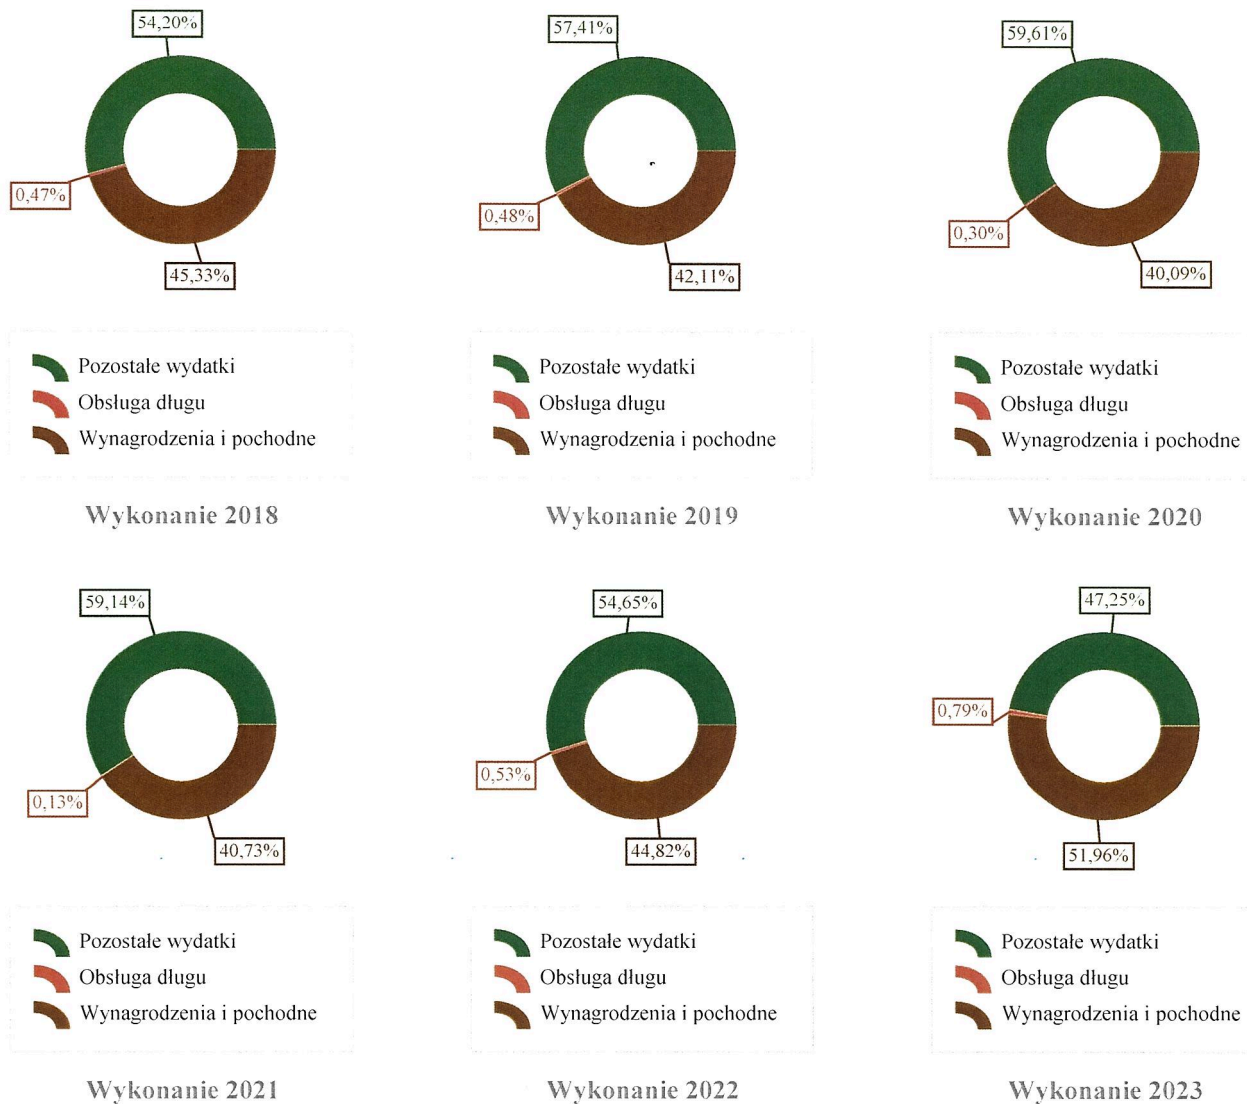 54,20%
0,47%
45,33%
Pozostałe wydatki
Obsługa długu
Wynagrodzenia i pochodne
Wykonanie 2018
57,41%
0,48%
42,11%
Pozostałe wydatki
Obsługa długu
Wynagrodzenia i pochodne
Wykonanie 2019
59,61%
0,30%
40,09%
Pozostałe wydatki
Obsługa długu
Wynagrodzenia i pochodne
Wykonanie 2020
59,14%
0,13%
40,73%
Pozostałe wydatki
Obsługa długu
Wynagrodzenia i pochodne
Wykonanie 2021
54,65%
0,53%
44,82%
Pozostałe wydatki
Obsługa długu
Wynagrodzenia i pochodne
Wykonanie 2022
47,25%
0,79%
51,96%
Pozostałe wydatki
Obsługa długu
Wynagrodzenia i pochodne
Wykonanie 2023